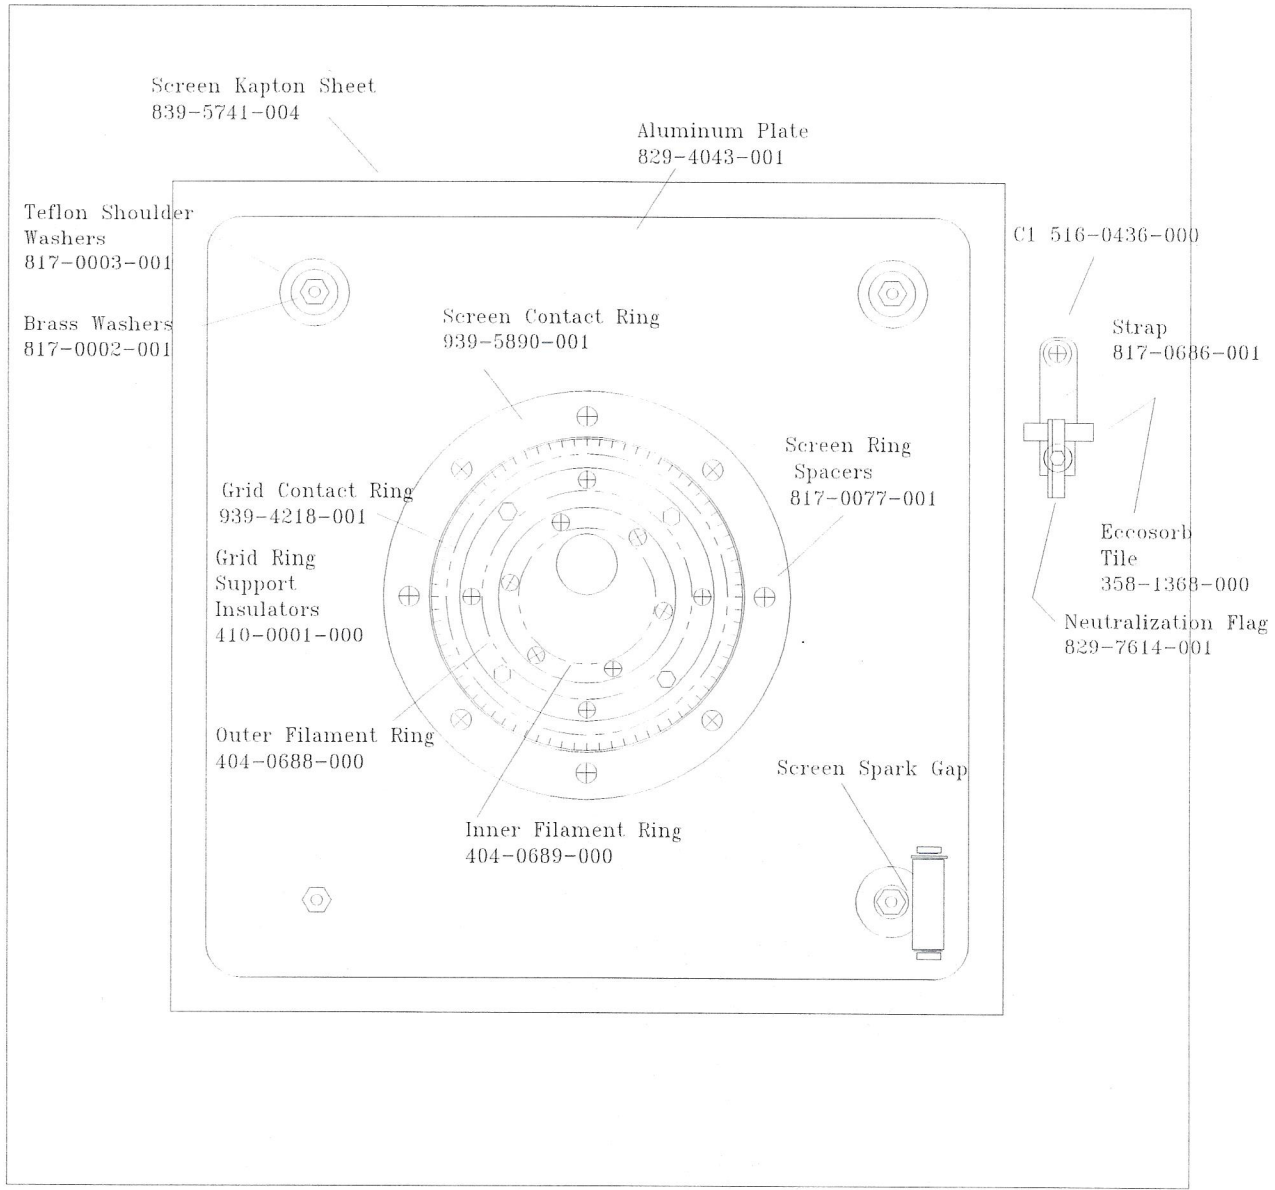 Screen Kapton Sheet
839-5741-004
Aluminum Plate
829-4043-001
Teflon Shoulder
Washers
817-0003-001
C1 516-0436-000
Brass Washers
817-0002-001
Screen Contact Ring
939-5890-001
Strap
817-0686-001
Screen Ring
Spacers
817-0077-001
Grid Contact Ring
939-4218-001
Grid Ring
Support
Insulators
410-0001-000
Eccosorb
Tile
358-1368-000
Neutralization Flag
829-7614-001
Outer Filament Ring
404-0688-000
Screen Spark Gap
Inner Filament Ring
404-0689-000